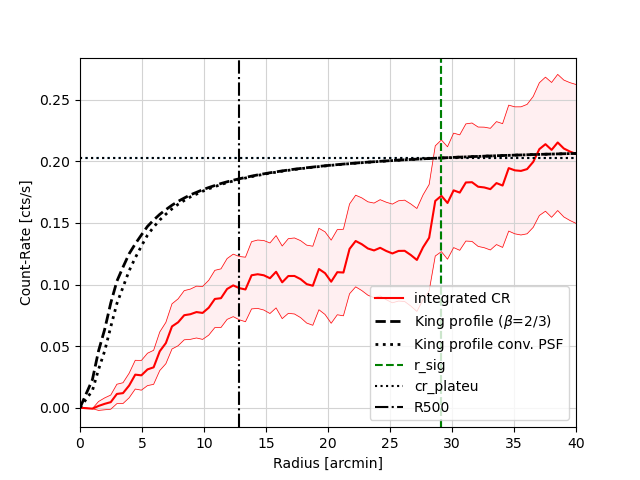 0.25
0.20
0.15
0.10
0.05
0.00
Count-Rate [cts/s]
integrated CR
King profile (β=2/3)
King profile conv. PSF
r_sig
cr_plateu
R500
0 5 10 15 20 25 30 35 40
Radius [arcmin]